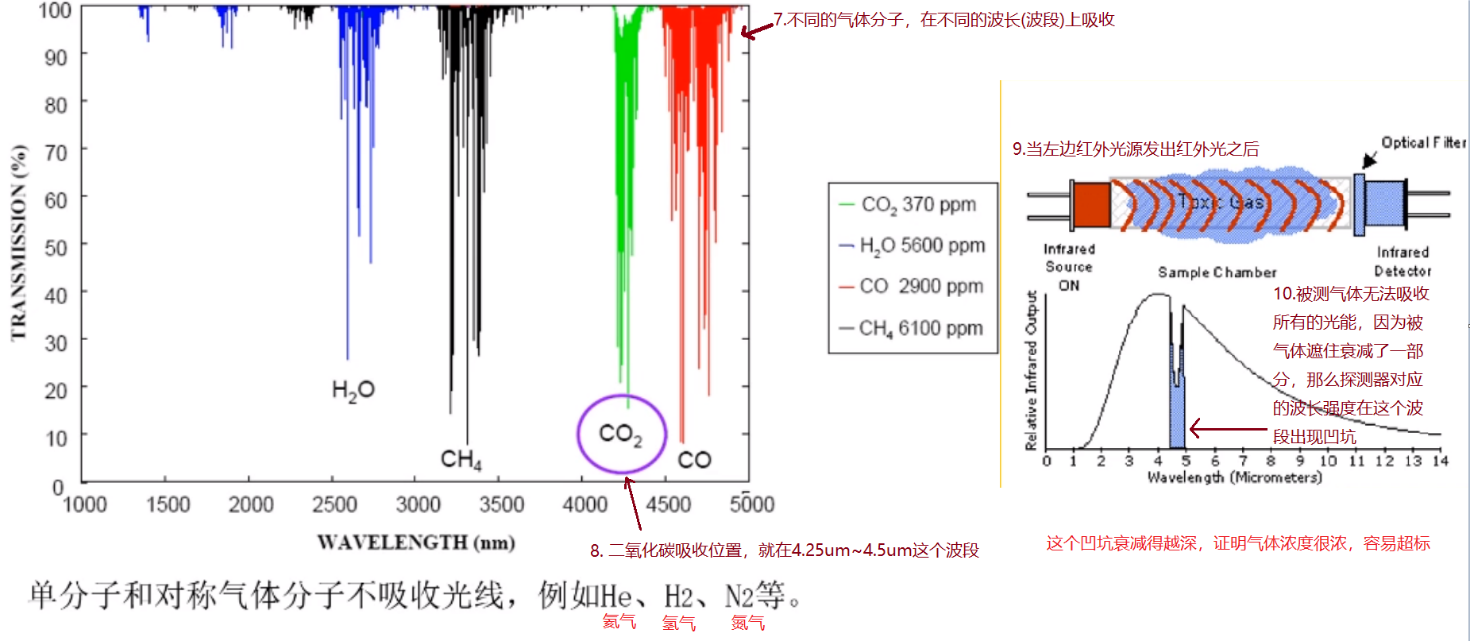 7.不同的气体分子，在不同的波长(波段)上吸收
100
90
80
70
60
50
40
30
20
10
0
TRANSMISSION (%)
H2O
CH4
CO2
CO
1000
1500
2000
2500
3000
3500
4000
4500
5000
WAVELENGTH (nm)
CO2 370 ppm
H2O 5600 ppm
CO 2900 ppm
CH4 6100 ppm
8. 二氧化碳吸收位置，就在4.25um~4.5um这个波段
9.当左边红外光源发出红外光之后
Optical Filter
Toxic Gas
Infrared
Source
ON
Sample Chamber
Infrared
Detector
10.被测气体无法吸收
所有的光能，因为被
气体遮住衰减了一部
分，那么探测器对应
的波长强度在这个波
段出现凹坑
Relative Infrared Output
0 1 2 3 4 5 6 7 8 9 10 11 12 13 14
Wavelength (Micrometers)
这个凹坑衰减得越深，证明气体浓度很浓，容易超标
单分子和对称气体分子不吸收光线，例如He、H2、N2等。
氦气 氢气 氮气